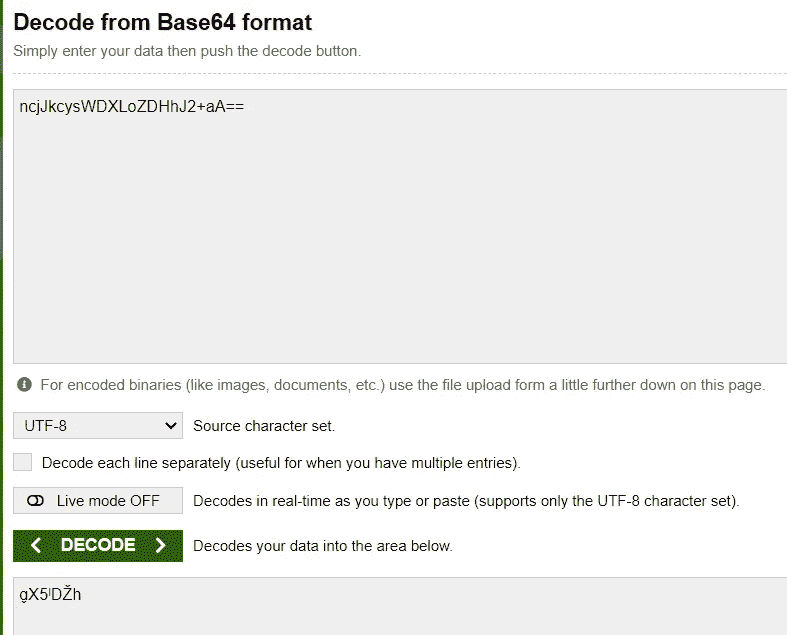 Decode from Base64 format
Simply enter your data then push the decode button.
ncjJkcysWDXLoZDHhJ2+aA==
For encoded binaries (like images, documents, etc.) use the file upload form a little further down on this page.
UTF-8 Source character set.
Decode each line separately (useful for when you have multiple entries).
Live mode OFF Decodes in real-time as you type or paste (supports only the UTF-8 character set).
< DECODE > Decodes your data into the area below.
ɑ̬X5ˡDŽh